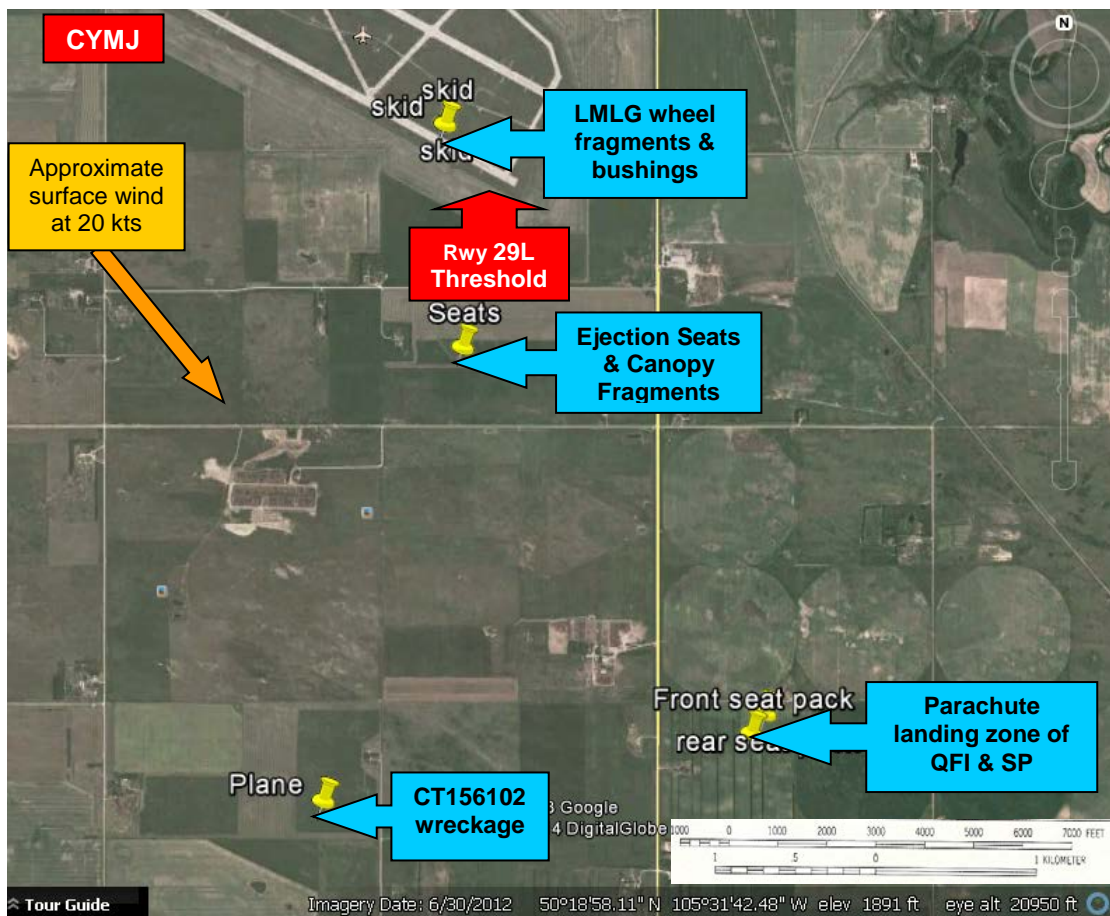 CYMJ
N
skid
skid
skid
LMLG wheel
fragments &
bushings
Approximate
surface wind
at 20 kts
Rwy 29L
Threshold
Seats
Ejection Seats
& Canopy
Fragments
Front seat pack
rear sea
Parachute
landing zone of
QFI & SP
Plane
CT156102
wreckage
3 Google
4 DigitalGlobe
1000 0 1000 2000 3000 4000 5000 6000 7000 FEET
1 .5 0 1 KILOMETER
Tour Guide
Imagery Date: 6/30/2012 50°18'58.11" N 105°31'42.48" W elev 1891 ft eye alt 20950 ft